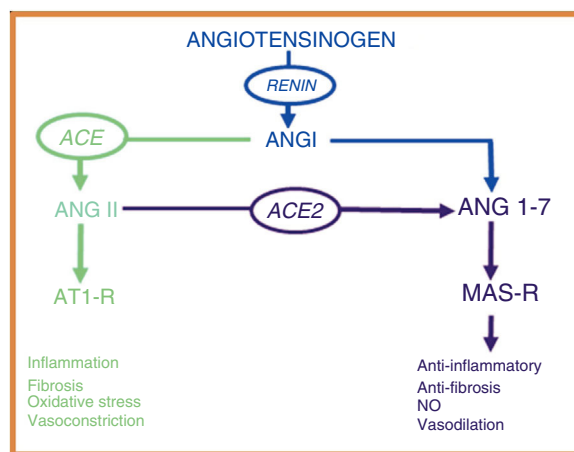 ANGIOTENSINOGEN
RENIN
ACE
ANGI
ANG II
ACE2
ANG 1-7
AT1-R
MAS-R
Inflammation
Fibrosis
Oxidative stress
Vasoconstriction
Anti-inflammatory
Anti-fibrosis
NO
Vasodilation